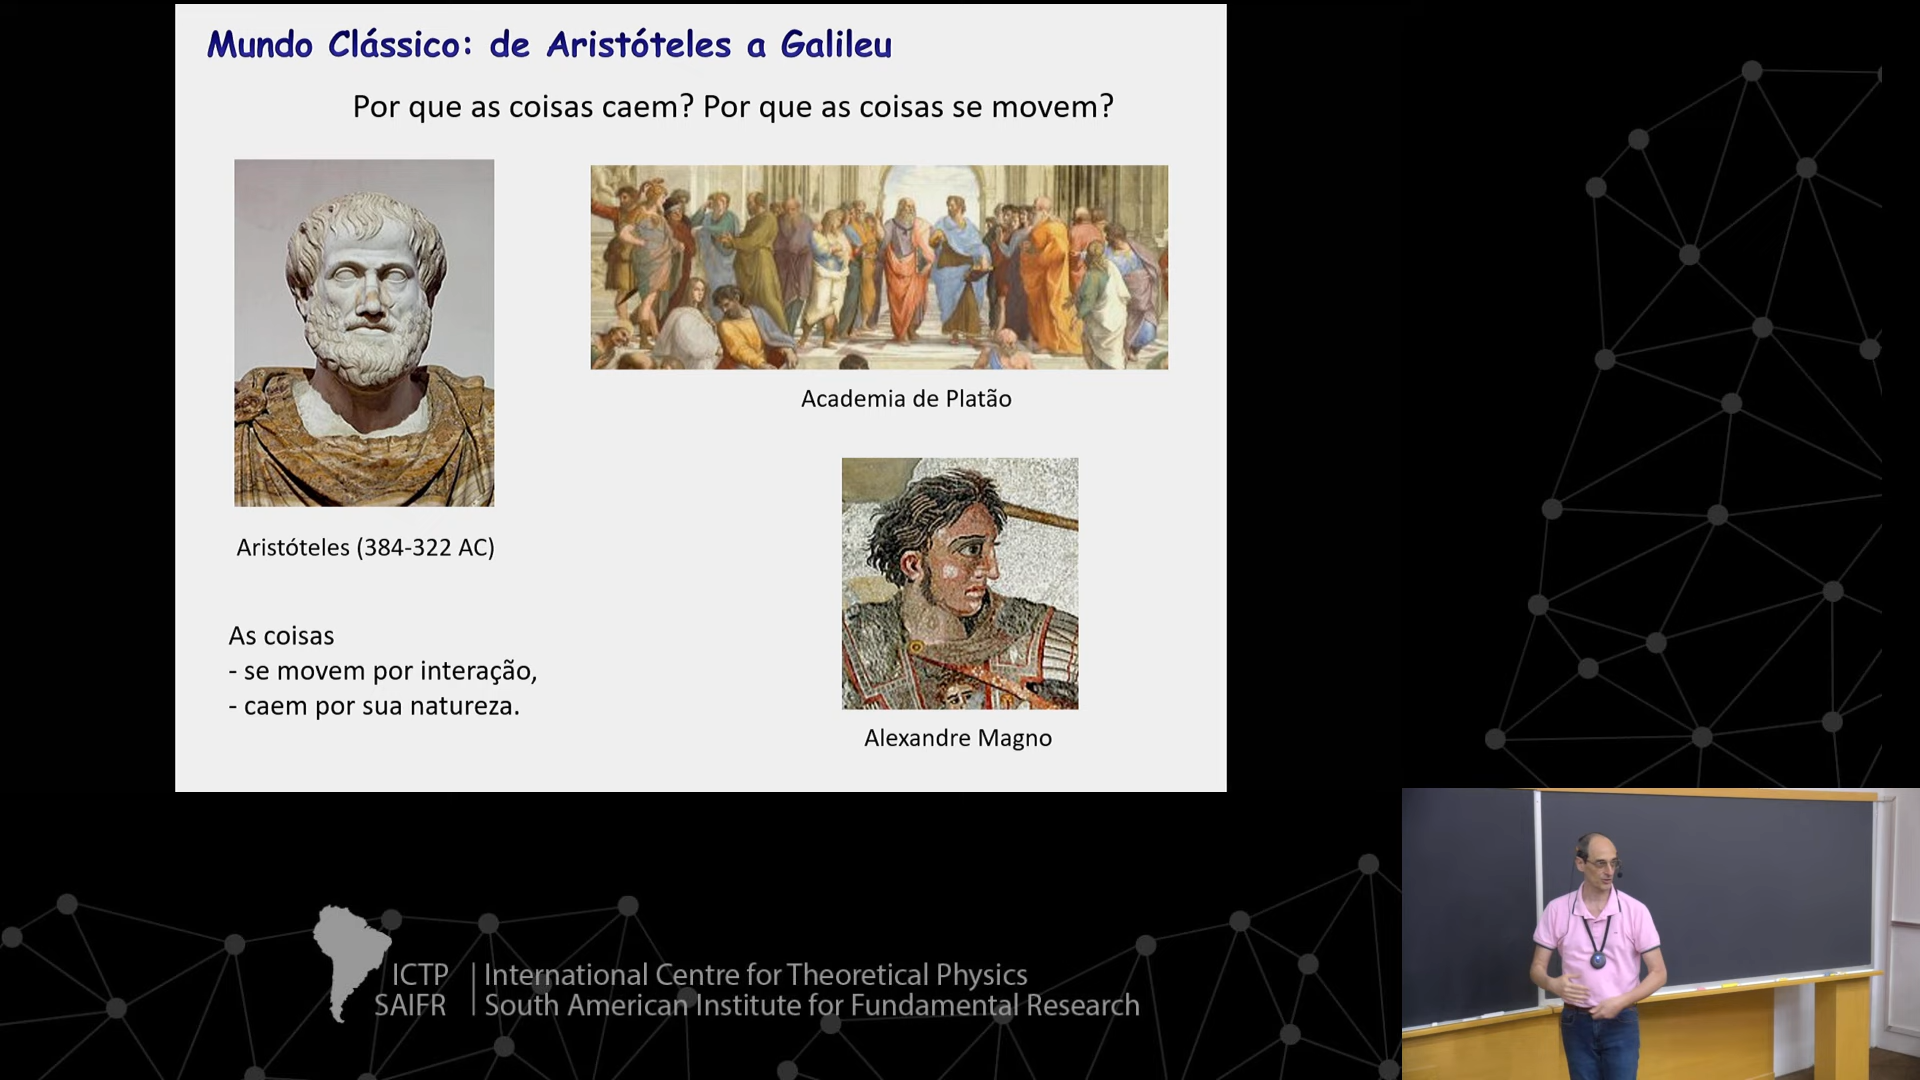 Mundo Clássico: de Aristóteles a Galileu
Por que as coisas caem? Por que as coisas se movem?
Academia de Platão
Aristóteles (384-322 AC)
As coisas
- se movem por interação,
- caem por sua natureza.
Alexandre Magno
ICTP | International Centre for Theoretical Physics
SAIFR | South American Institute for Fundamental Research